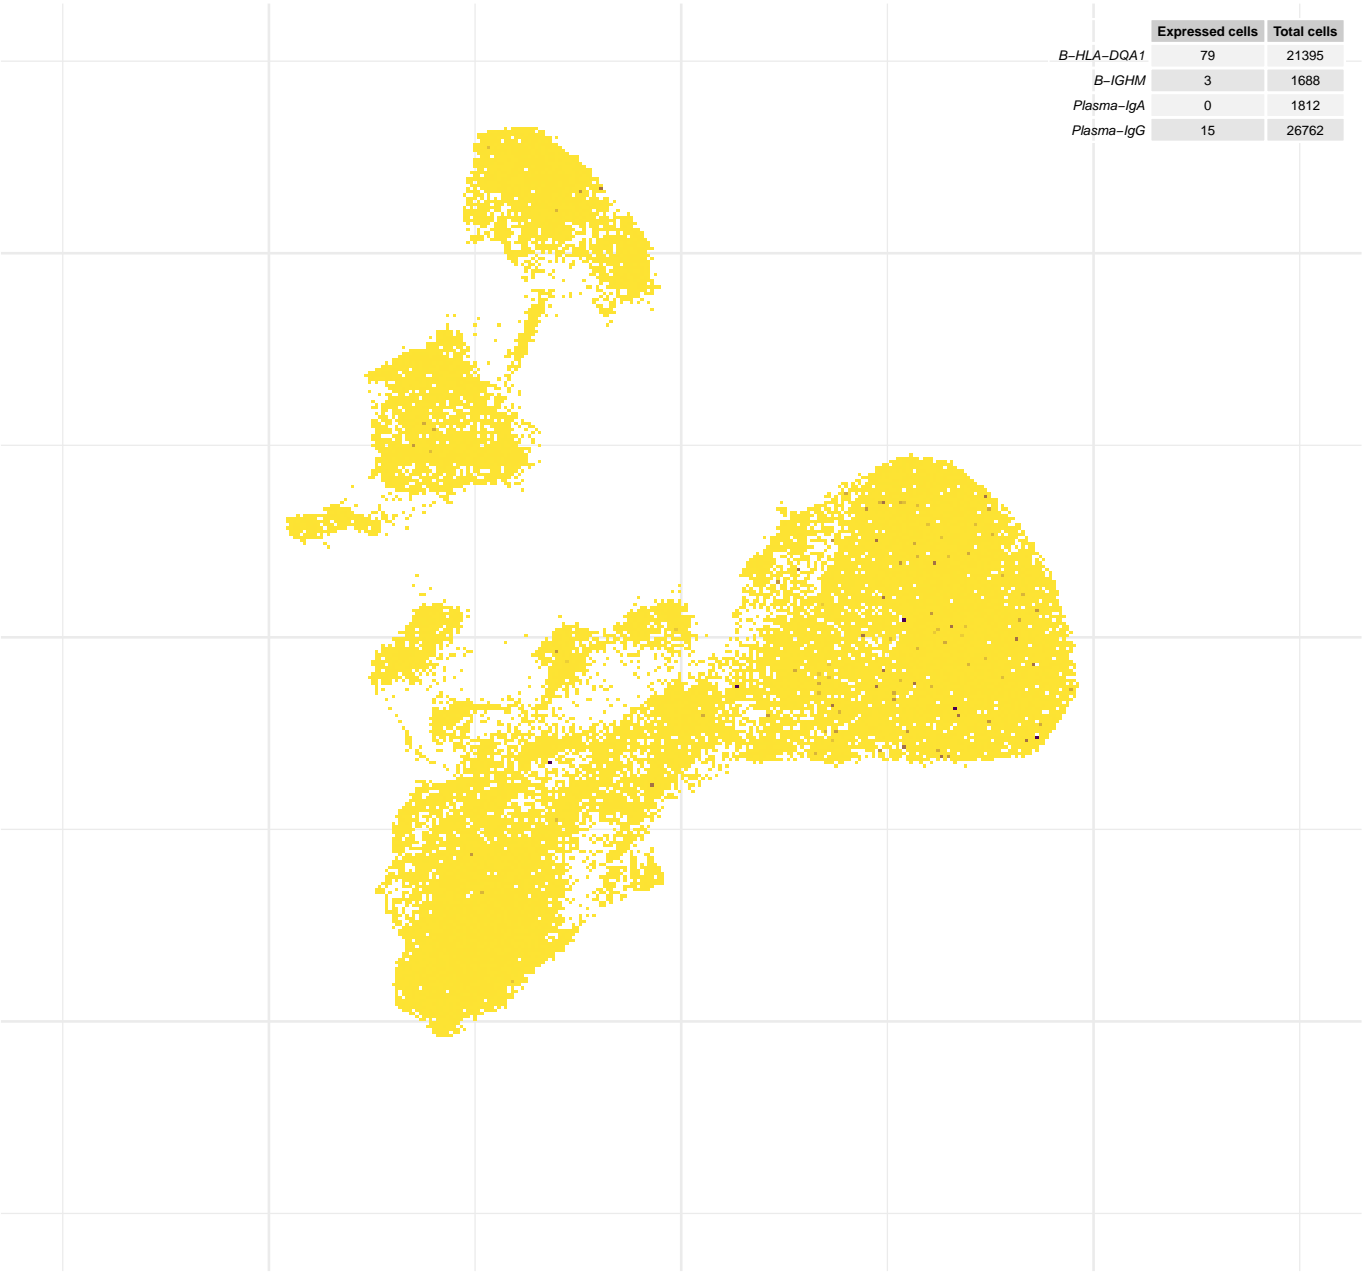 Expressed cells Total cells
B−HLA−DQA1 79 21395
B−IGHM 3 1688
Plasma−IgA 0 1812
Plasma−IgG 15 26762